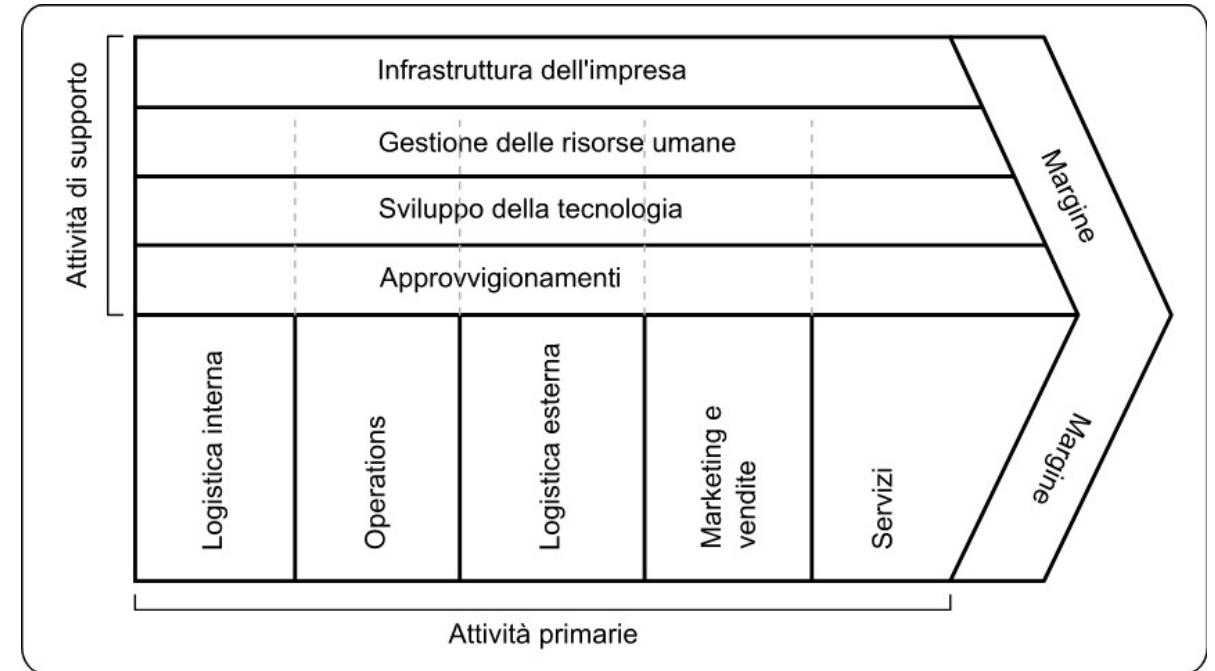 Attività di supporto
Infrastruttura dell'impresa
Gestione delle risorse umane
Sviluppo della tecnologia
Approvvigionamenti
Margine
Logistica interna
Operations
Logistica esterna
Marketing e
vendite
Servizi
Margine
Attività primarie